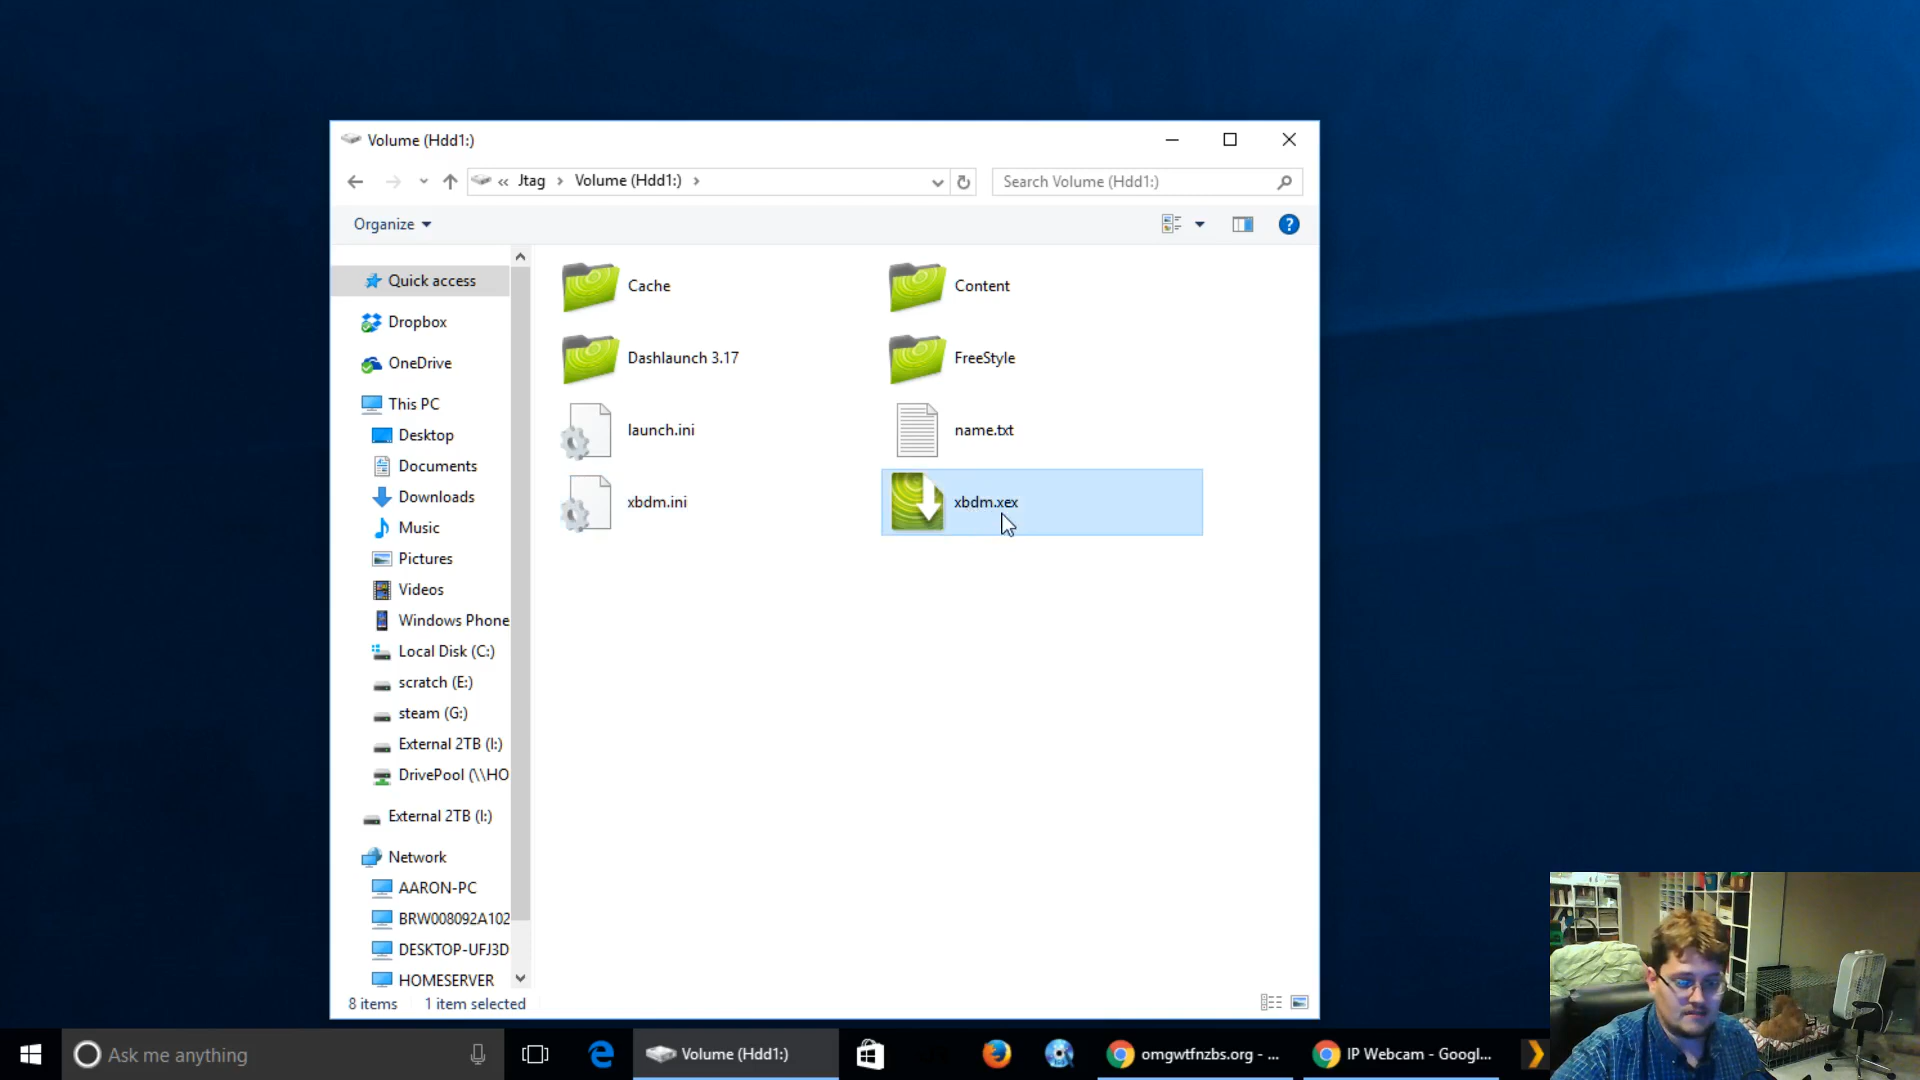 Volume (Hdd1:)
« Jtag > Volume (Hdd1:) >
Search Volume (Hdd1:)
Organize
?
Quick access
Dropbox
OneDrive
This PC
Desktop
Documents
Downloads
Music
Pictures
Videos
Windows Phone
Local Disk (C:)
scratch (E:)
steam (G:)
External 2TB (I:)
DrivePool (\\HO
External 2TB (I:)
Network
AARON-PC
BRW008092A102
DESKTOP-UFJ3D
HOMESERVER
Cache
Content
Dashlaunch 3.17
FreeStyle
launch.ini
name.txt
xbdm.ini
xbdm.xex
8 items
1 item selected
Ask me anything
Volume (Hdd1:)
omgwtfnzbs.org - ...
IP Webcam - Googl...